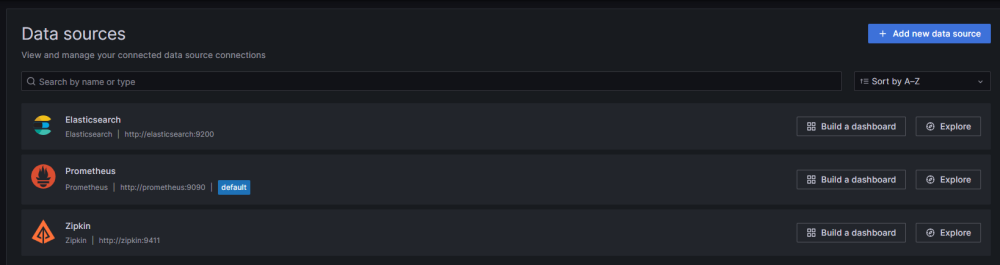 Data sources
+ Add new data source
View and manage your connected data source connections
Search by name or type
Sort by A–Z
Elasticsearch
Elasticsearch | http://elasticsearch:9200
Build a dashboard
Explore
Prometheus
Prometheus | http://prometheus:9090 | default
Build a dashboard
Explore
Zipkin
Zipkin | http://zipkin:9411
Build a dashboard
Explore